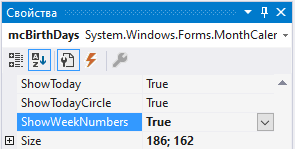 Свойства
mcBirthDays System.Windows.Forms.MonthCaler
ShowToday True
ShowTodayCircle True
ShowWeekNumbers True
Size 186; 162